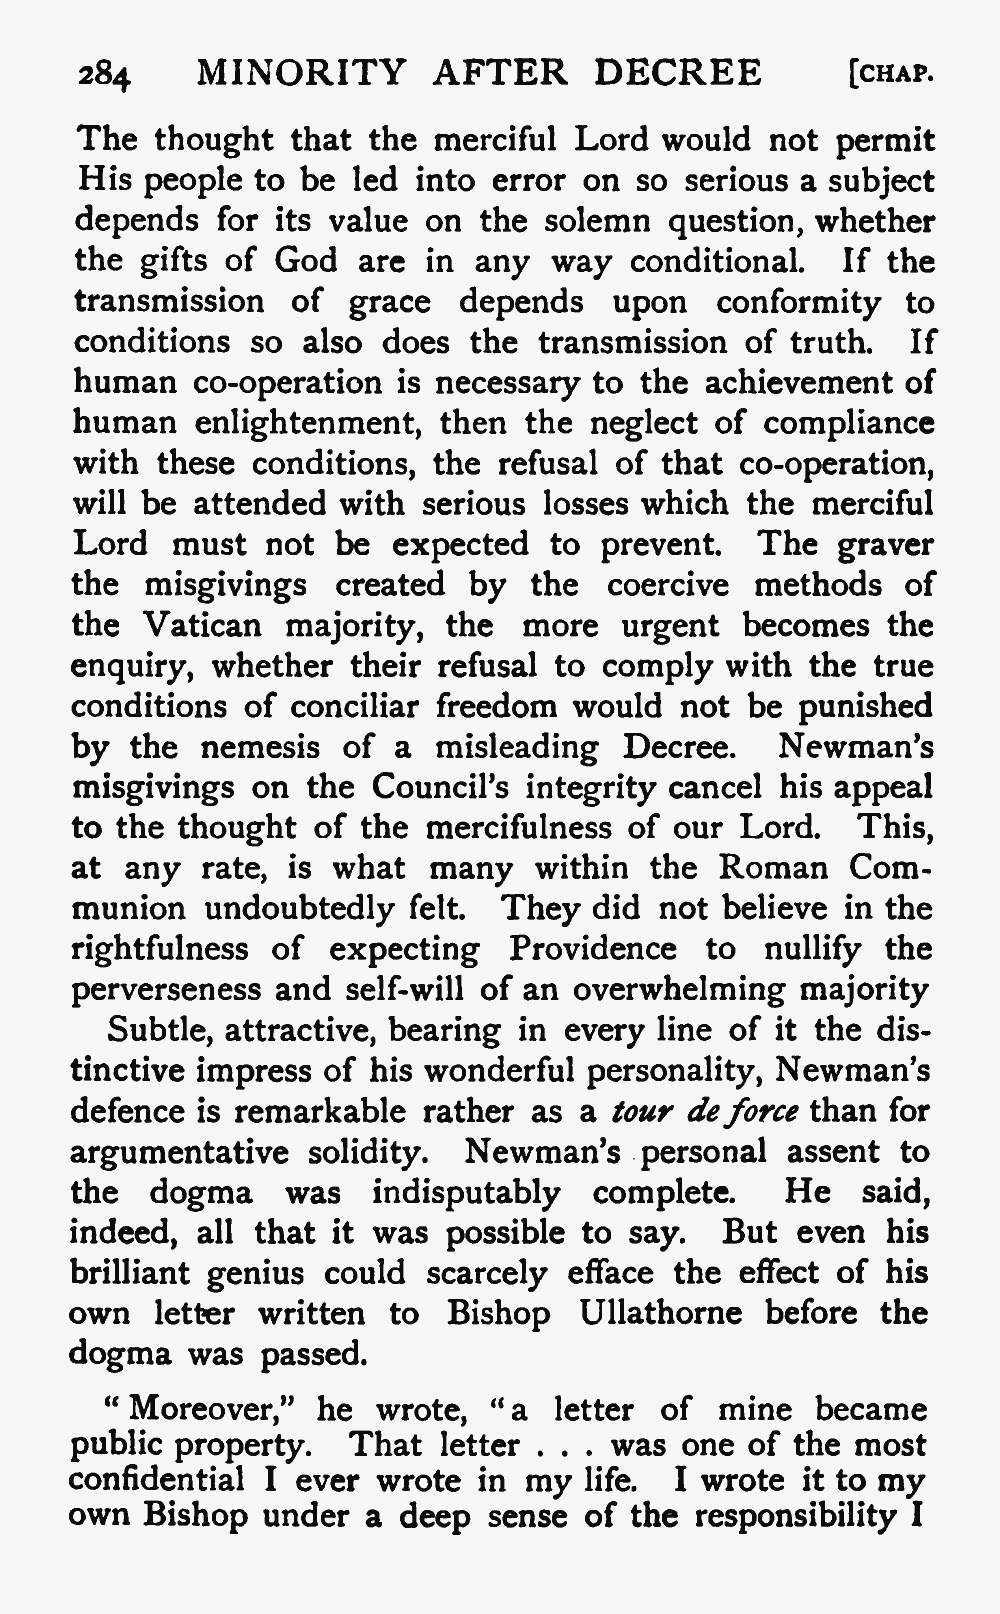 284 MINORITY AFTER DECREE [CHAP.
The thought that the merciful Lord would not permit
His people to be led into error on so serious a subject
depends for its value on the solemn question, whether
the gifts of God are in any way conditional. If the
transmission of grace depends upon conformity to
conditions so also does the transmission of truth. If
human co-operation is necessary to the achievement of
human enlightenment, then the neglect of compliance
with these conditions, the refusal of that co-operation,
will be attended with serious losses which the merciful
Lord must not be expected to prevent. The graver
the misgivings created by the coercive methods of
the Vatican majority, the more urgent becomes the
enquiry, whether their refusal to comply with the true
conditions of conciliar freedom would not be punished
by the nemesis of a misleading Decree. Newman's
misgivings on the Council's integrity cancel his appeal
to the thought of the mercifulness of our Lord. This,
at any rate, is what many within the Roman Com-
munion undoubtedly felt. They did not believe in the
rightfulness of expecting Providence to nullify the
perverseness and self-will of an overwhelming majority
Subtle, attractive, bearing in every line of it the dis-
tinctive impress of his wonderful personality, Newman's
defence is remarkable rather as a tour de force than for
argumentative solidity. Newman's personal assent to
the dogma was indisputably complete. He said,
indeed, all that it was possible to say. But even his
brilliant genius could scarcely efface the effect of his
own letter written to Bishop Ullathorne before the
dogma was passed.
"Moreover," he wrote, "a letter of mine became
public property. That letter . . . was one of the most
confidential I ever wrote in my life. I wrote it to my
own Bishop under a deep sense of the responsibility I